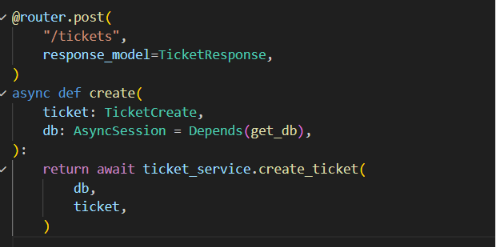 @router.post(
    "/tickets",
    response_model=TicketResponse,
)
async def create(
    ticket: TicketCreate,
    db: AsyncSession = Depends(get_db),
):
    return await ticket_service.create_ticket(
        db,
        ticket,
    )